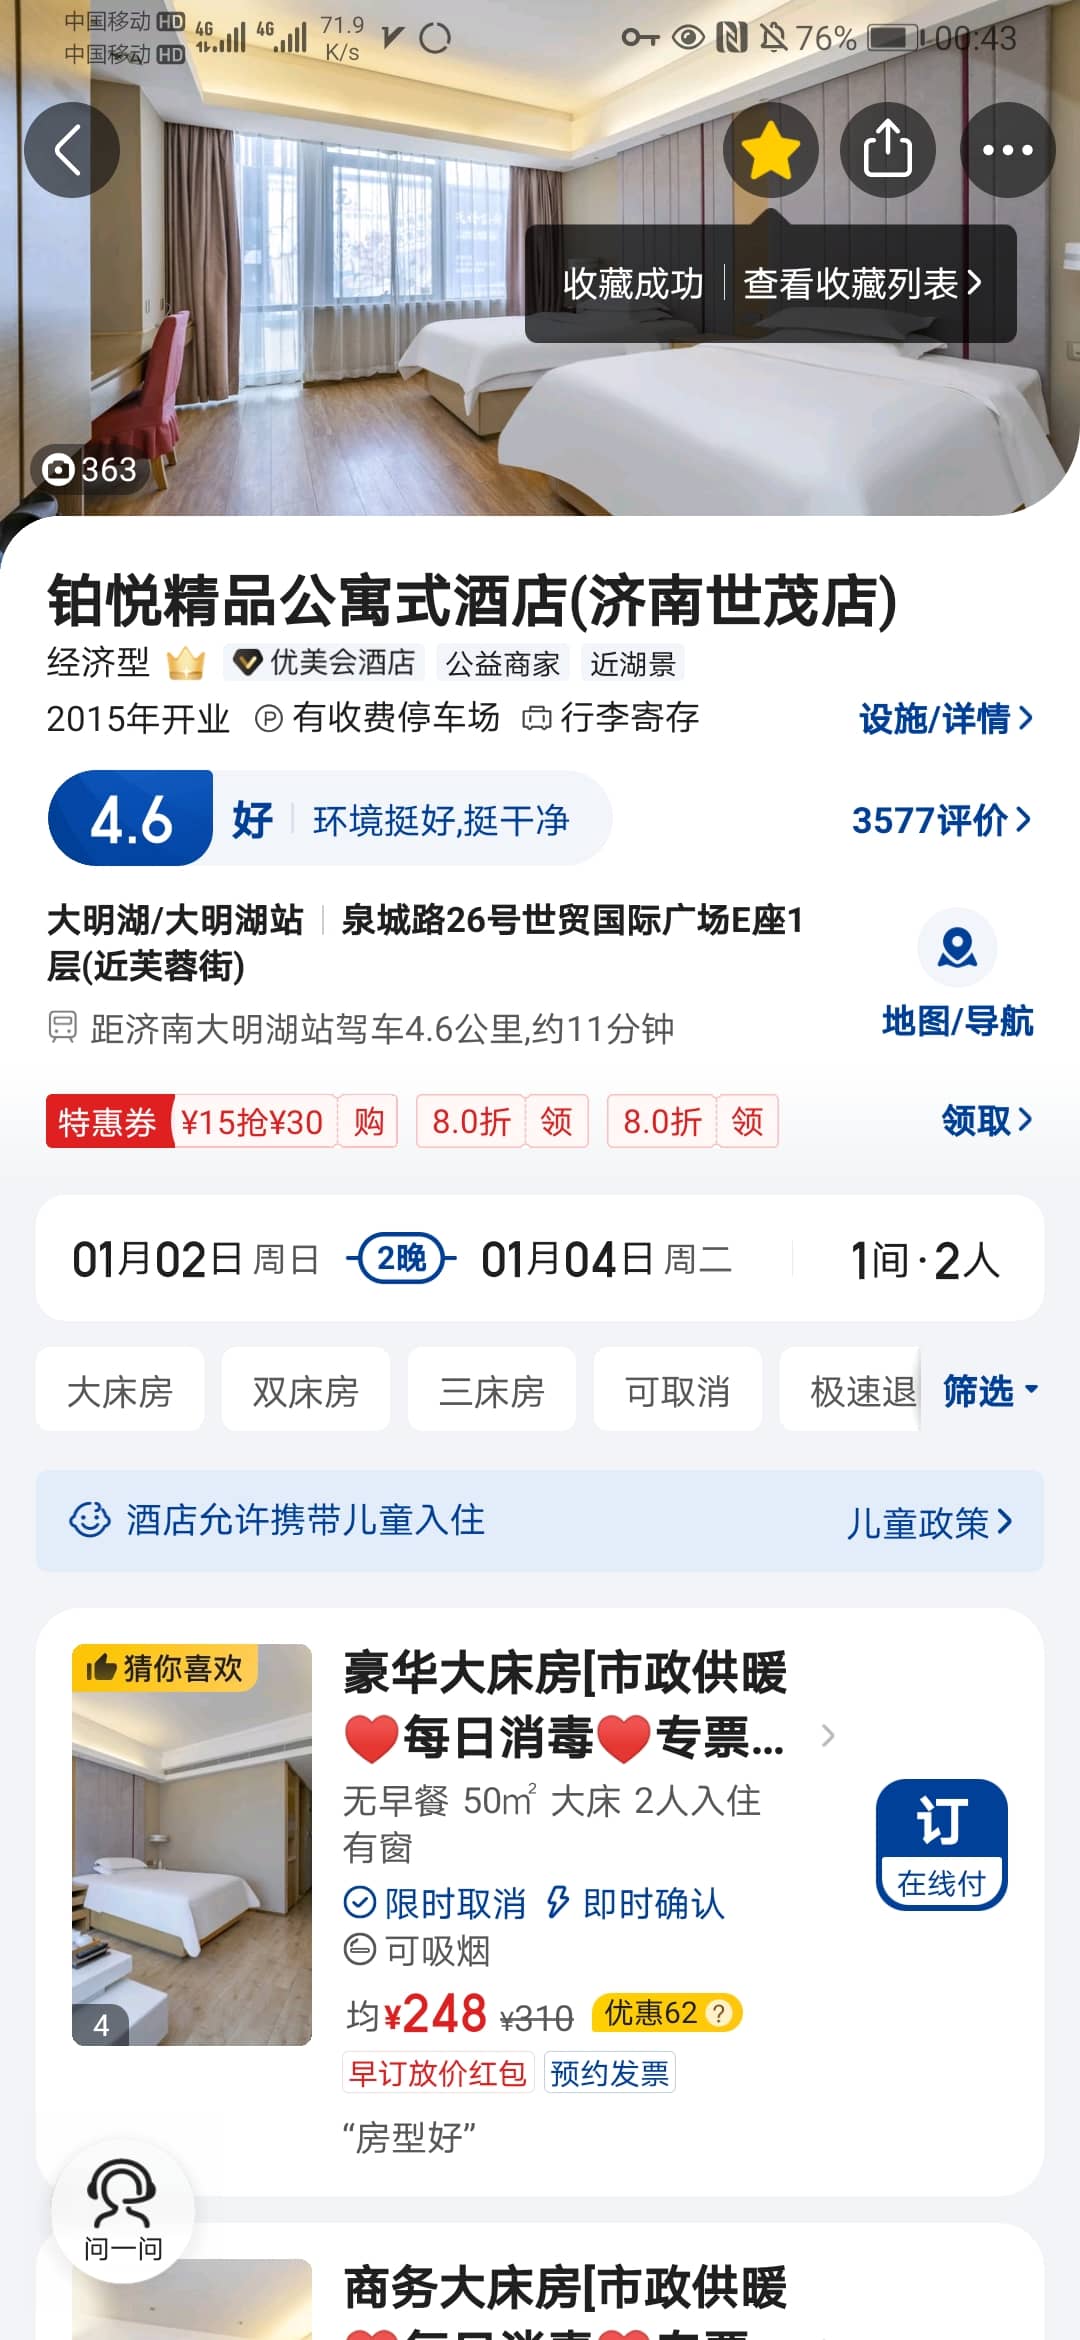 中国移动 HD 4G 4G 71.9 K/s 76% 00:43
中国移动 HD
收藏成功 查看收藏列表
363
铂悦精品公寓式酒店(济南世茂店)
经济型 优美会酒店 公益商家 近湖景
2015年开业 P 有收费停车场 行李寄存 设施/详情
4.6 好 环境挺好,挺干净 3577评价
大明湖/大明湖站 泉城路26号世贸国际广场E座1
层(近芙蓉街)
距济南大明湖站驾车4.6公里,约11分钟 地图/导航
特惠券 ¥15抢¥30 购 8.0折 领 8.0折 领 领取
01月02日 周日 2晚 01月04日 周二 1间·2人
大床房 双床房 三床房 可取消 极速退 筛选
酒店允许携带儿童入住 儿童政策
猜你喜欢
豪华大床房[市政供暖
❤️每日消毒❤️专票...
无早餐 50㎡ 大床 2人入住
有窗
订
在线付
限时取消 即时确认
可吸烟
均¥248 ¥310 优惠62 ?
4
早订放价红包 预约发票
“房型好”
问一问
商务大床房[市政供暖
❤️每日消毒❤️专票